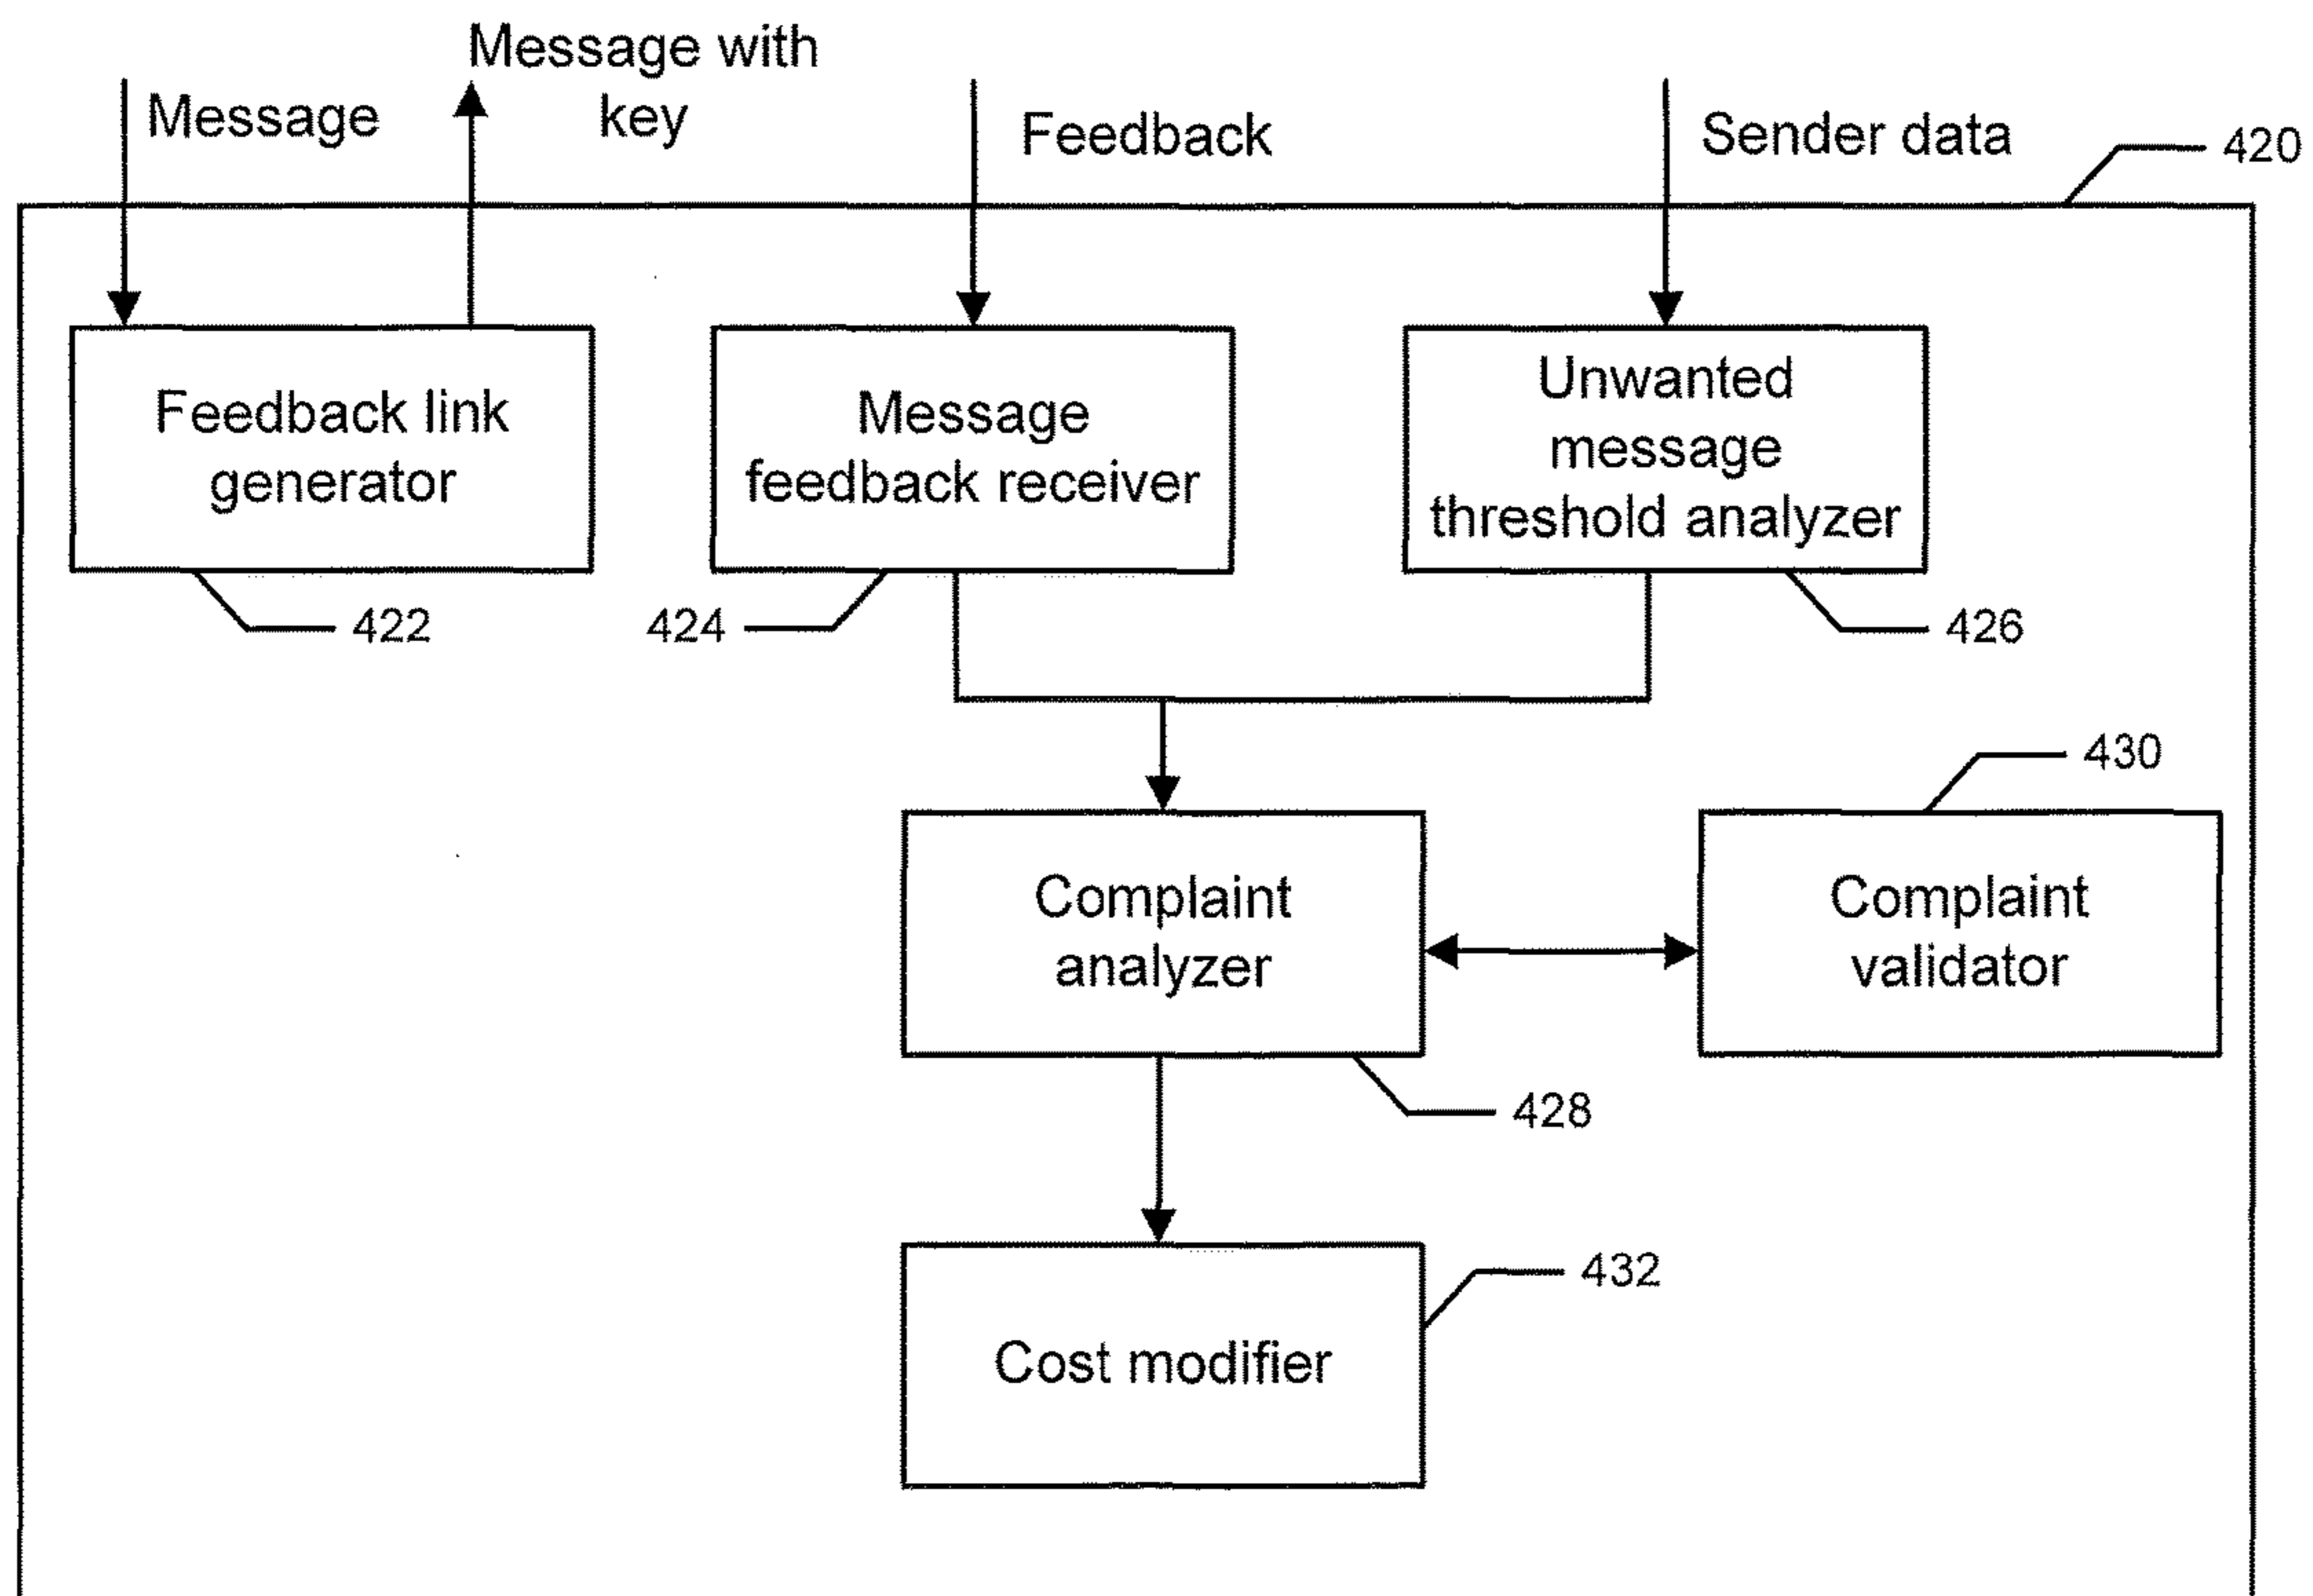 Message with
key
Message
Feedback
Sender data
420
Feedback link
generator
Message
feedback receiver
Unwanted
message
threshold analyzer
422
424
426
430
Complaint
analyzer
Complaint
validator
428
432
Cost modifier